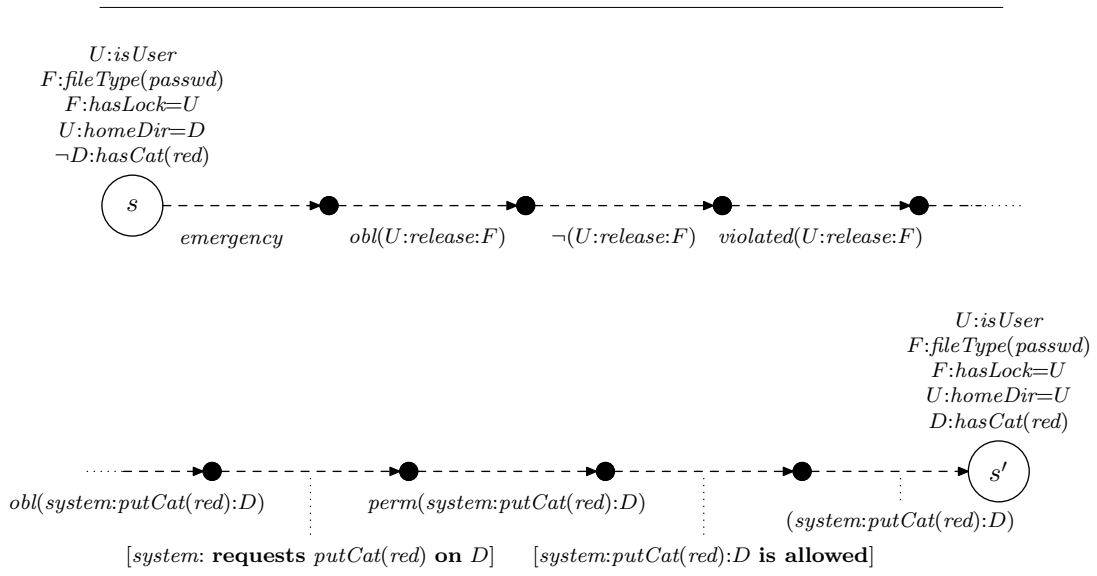 U:isUser
F:fileType(passwd)
F:hasLock=U
U:homeDir=D
¬D:hasCat(red)
s
emergency
obl(U:release:F)
¬(U:release:F)
violated(U:release:F)
U:isUser
F:fileType(passwd)
F:hasLock=U
U:homeDir=U
D:hasCat(red)
s′
obl(system:putCat(red):D)
perm(system:putCat(red):D)
(system:putCat(red):D)
[system: requests putCat(red) on D]
[system:putCat(red):D is allowed]